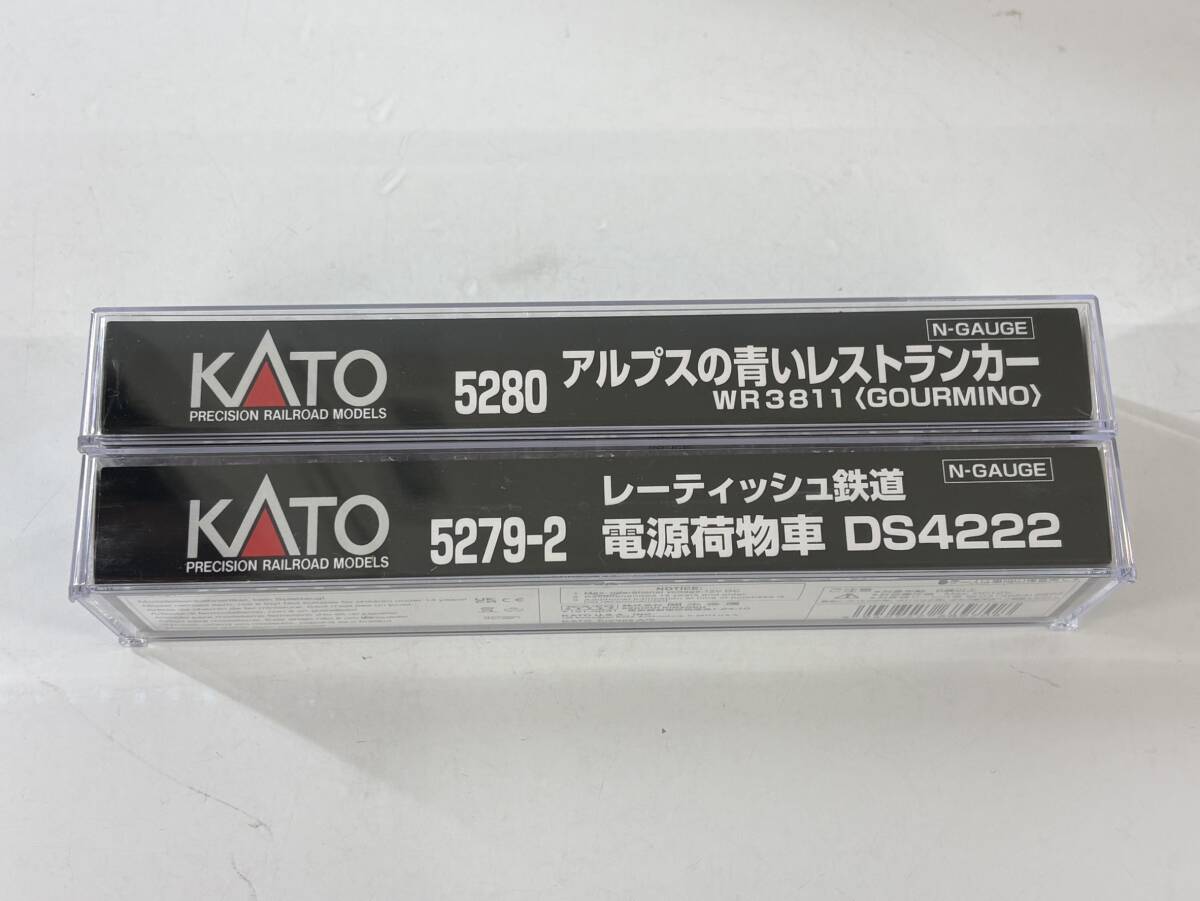 KATO
PRECISION RAILROAD MODELS
5280
N-GAUGE
アルプスの青いレストランカー
WR3811〈GOURMINO〉
KATO
PRECISION RAILROAD MODELS
5279-2
N-GAUGE
レーティッシュ鉄道
電源荷物車 DS4222
NOTICE: